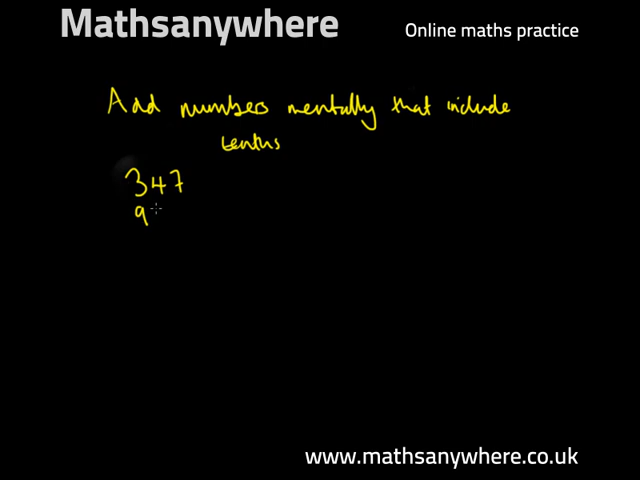 Mathsanywhere
Online maths practice
Add numbers mentally that include
tenths
347
9
www.mathsanywhere.co.uk